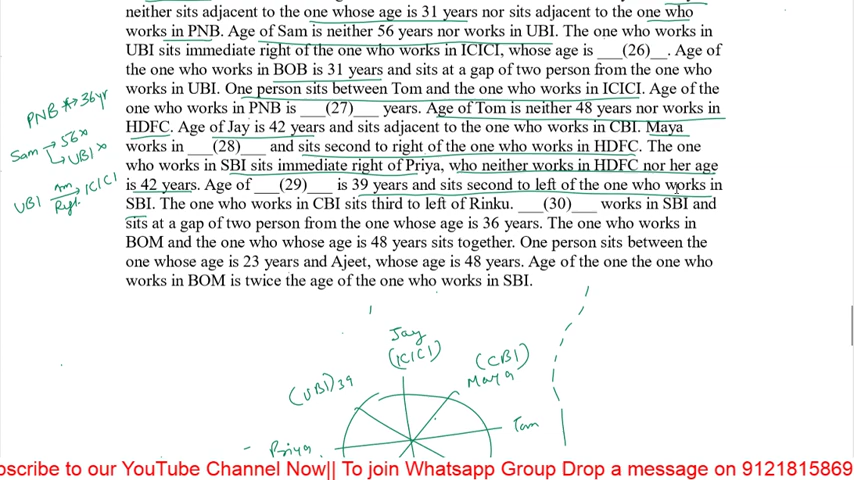 neither sits adjacent to the one whose age is 31 years nor sits adjacent to the one who
works in PNB. Age of Sam is neither 56 years nor works in UBI. The one who works in
UBI sits immediate right of the one who works in ICICI, whose age is ___(26)__. Age of
the one who works in BOB is 31 years and sits at a gap of two person from the one who
works in UBI. One person sits between Tom and the one who works in ICICI. Age of the
one who works in PNB is ___(27)___ years. Age of Tom is neither 48 years nor works in
HDFC. Age of Jay is 42 years and sits adjacent to the one who works in CBI. Maya
works in ___(28)___ and sits second to right of the one who works in HDFC. The one
who works in SBI sits immediate right of Priya, who neither works in HDFC nor her age
is 42 years. Age of ___(29)___ is 39 years and sits second to left of the one who works in
SBI. The one who works in CBI sits third to left of Rinku. ___(30)___ works in SBI and
sits at a gap of two person from the one whose age is 36 years. The one who works in
BOM and the one whose age is 48 years sits together. One person sits between the
one whose age is 23 years and Ajeet, whose age is 48 years. Age of the one the one who
works in BOM is twice the age of the one who works in SBI.
PNB → 36yr
Sam → 56 x
→ UBI x
UBI Im Right ICICI
Jay
(ICICI)
(CBI)
Maya
(UBI) 39
Tom
Priya
bscribe to our YouTube Channel Now|| To join Whatsapp Group Drop a message on 9121815869